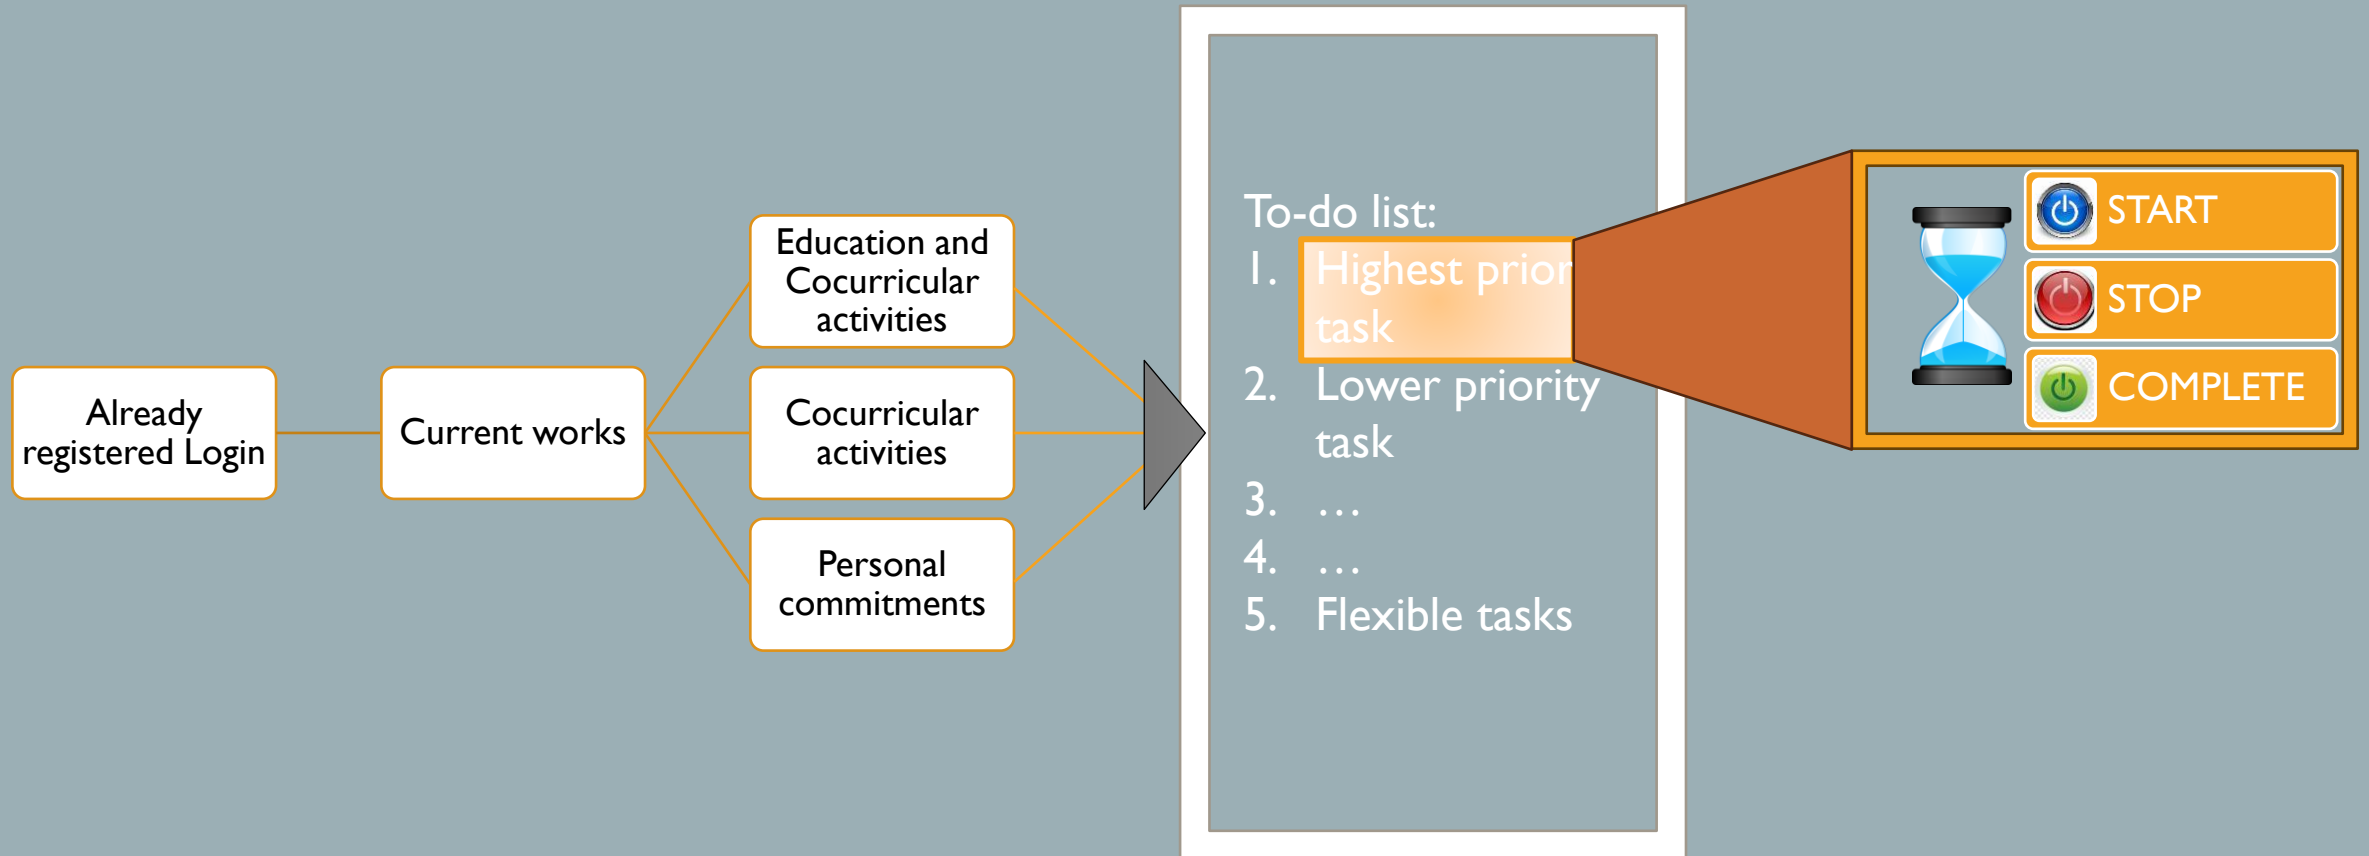 Already
registered Login
Current works
Education and
Cocurricular
activities
Cocurricular
activities
Personal
commitments
To-do list:
1. Highest prior
task
2. Lower priority
task
3. …
4. …
5. Flexible tasks
START
STOP
COMPLETE